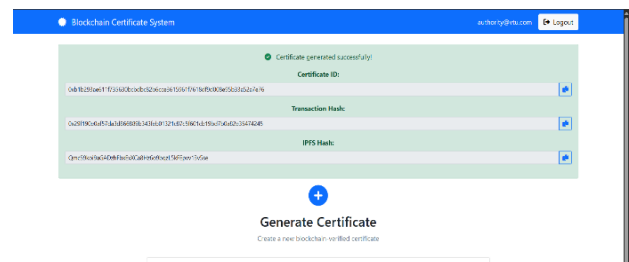 Blockchain Certificate System
authority@vtu.com
Logout
Certificate generated successfully!
Certificate ID:
Transaction Hash:
IPFS Hash:
Generate Certificate
Create a new blockchain-verified certificate